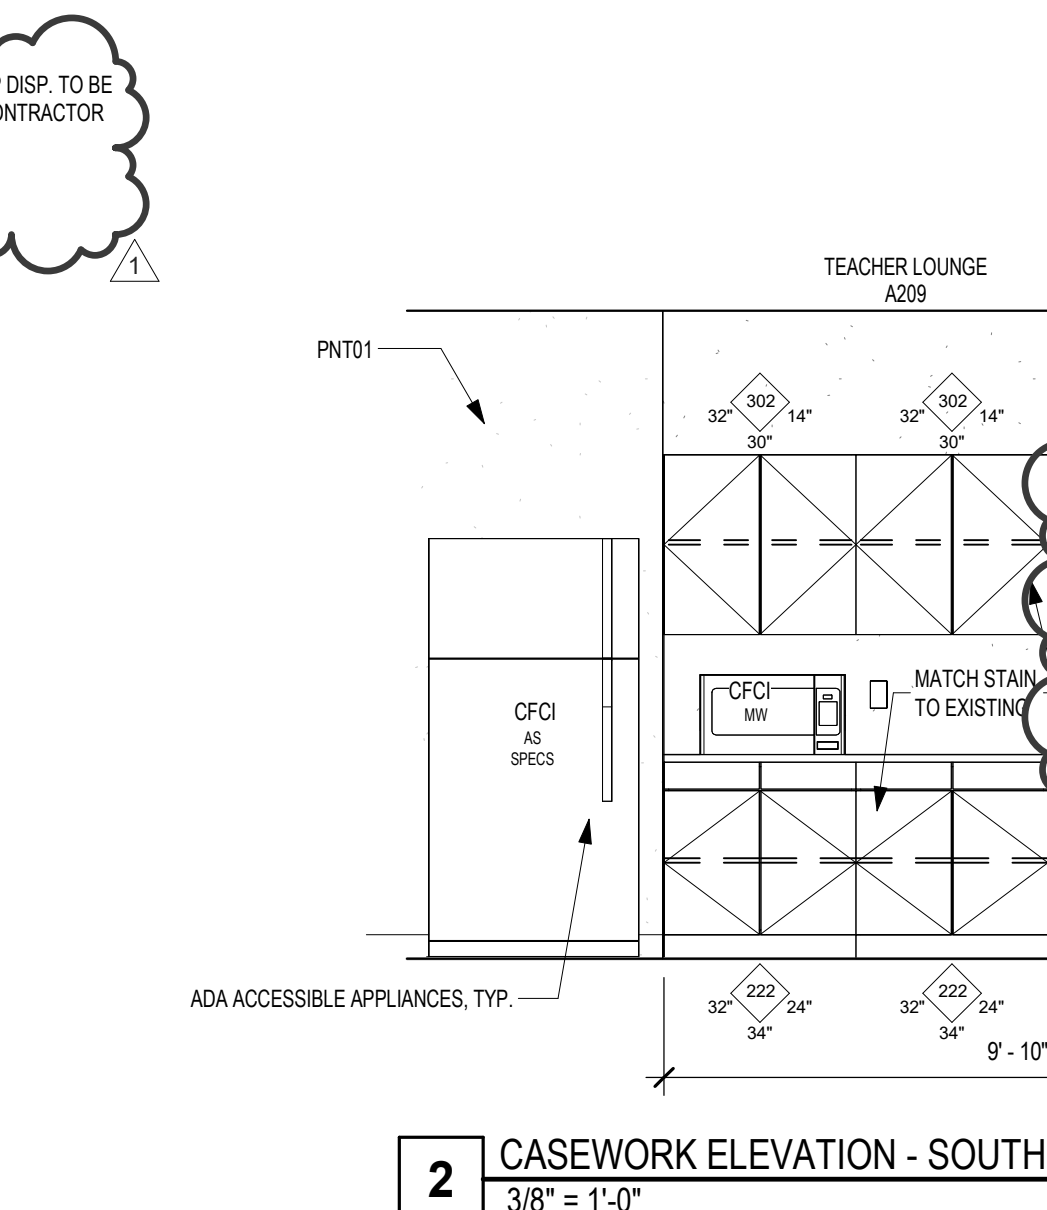 DISP. TO BE
1
TEACHER LOUNGE
A209
PNT01
302
32" 14"
30"
302
32" 14"
30"
CFCI
MW
MATCH STAIN
TO EXISTING
CFCI
AS
SPECS
ADA ACCESSIBLE APPLIANCES, TYP.
222
32" 24"
34"
222
32" 24"
34"
9' - 10"
2
CASEWORK ELEVATION - SOUTH
3/8" = 1'-0"